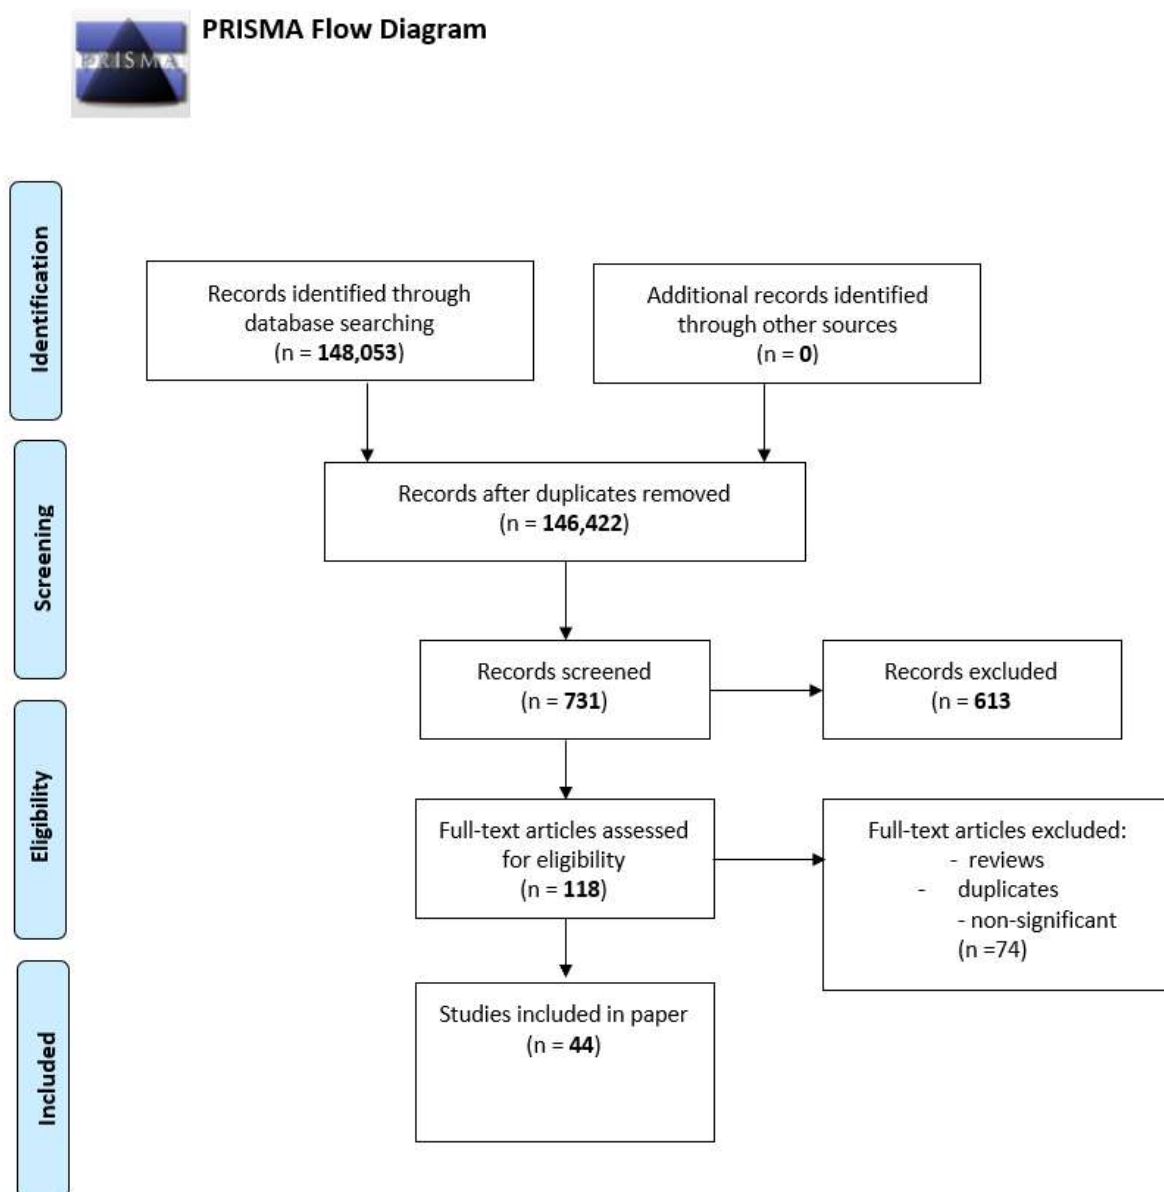 PRISMA
PRISMA Flow Diagram
Identification
Records identified through
database searching
(n = 148,053)
Additional records identified
through other sources
(n = 0)
Screening
Records after duplicates removed
(n = 146,422)
Records screened
(n = 731)
Records excluded
(n = 613
Eligibility
Full-text articles assessed
for eligibility
(n = 118)
Full-text articles excluded:
- reviews
- duplicates
- non-significant
(n =74)
Included
Studies included in paper
(n = 44)